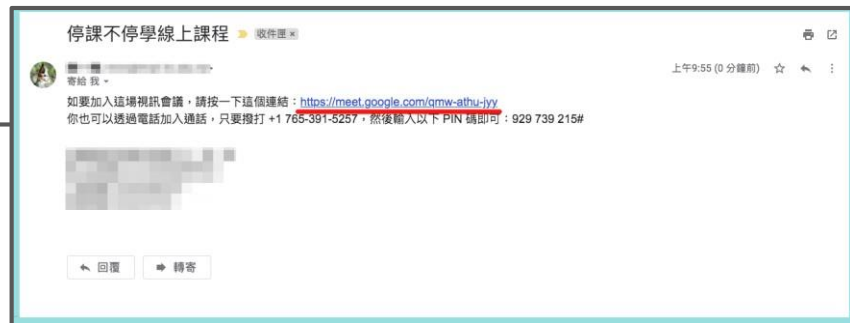 停課不停學線上課程 收件匣 ×
上午9:55 (0 分鐘前)
寄給 我
如要加入這場視訊會議，請按一下這個連結：https://meet.google.com/qmw-athu-jyy
你也可以透過電話加入通話，只要撥打 +1 765-391-5257，然後輸入以下 PIN 碼即可：929 739 215#
回覆 轉寄